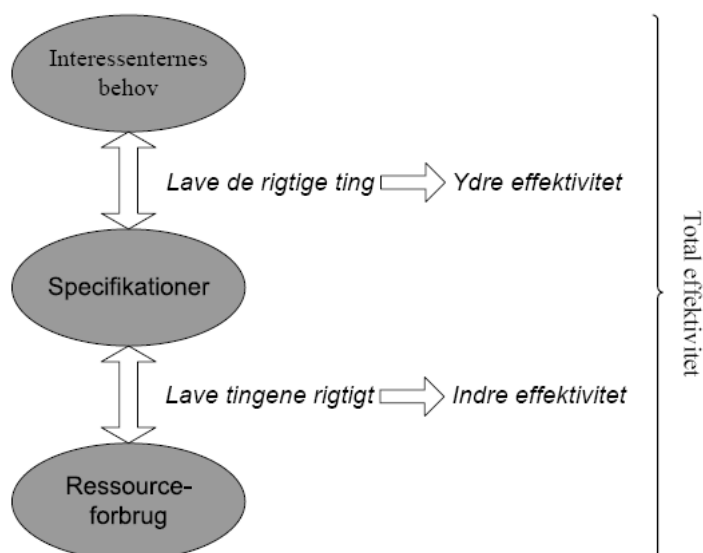 Interessenternes
behov
Lave de rigtige ting
Ydre effektivitet
Specifikationer
Lave tingene rigtigt
Indre effektivitet
Ressource-
forbrug
Total effektivitet